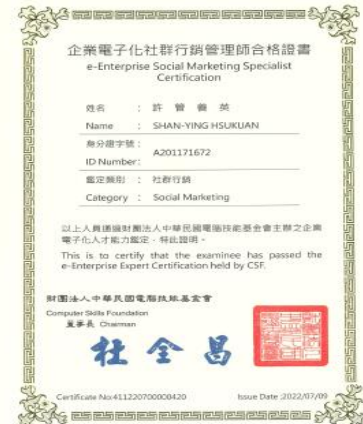 企業電子化社群行銷管理師合格證書
e-Enterprise Social Marketing Specialist
Certification
姓名 : 許 管 善 英
Name : SHAN-YING HSUKUAN
身分證字號 :
ID Number: A201171672
鑑定類別 : 社群行銷
Category : Social Marketing
以上人員通過財團法人中華民國電腦技能基金會主辦之企業
電子化人才能力鑑定,特此證明。
This is to certify that the examinee has passed the
e-Enterprise Expert Certification held by CSF.
財團法人中華民國電腦技能基金會
Computer Skills Foundation
董事長 Chairman
杜全昌
Certificate No:411220700000420
Issue Date :2022/07/09